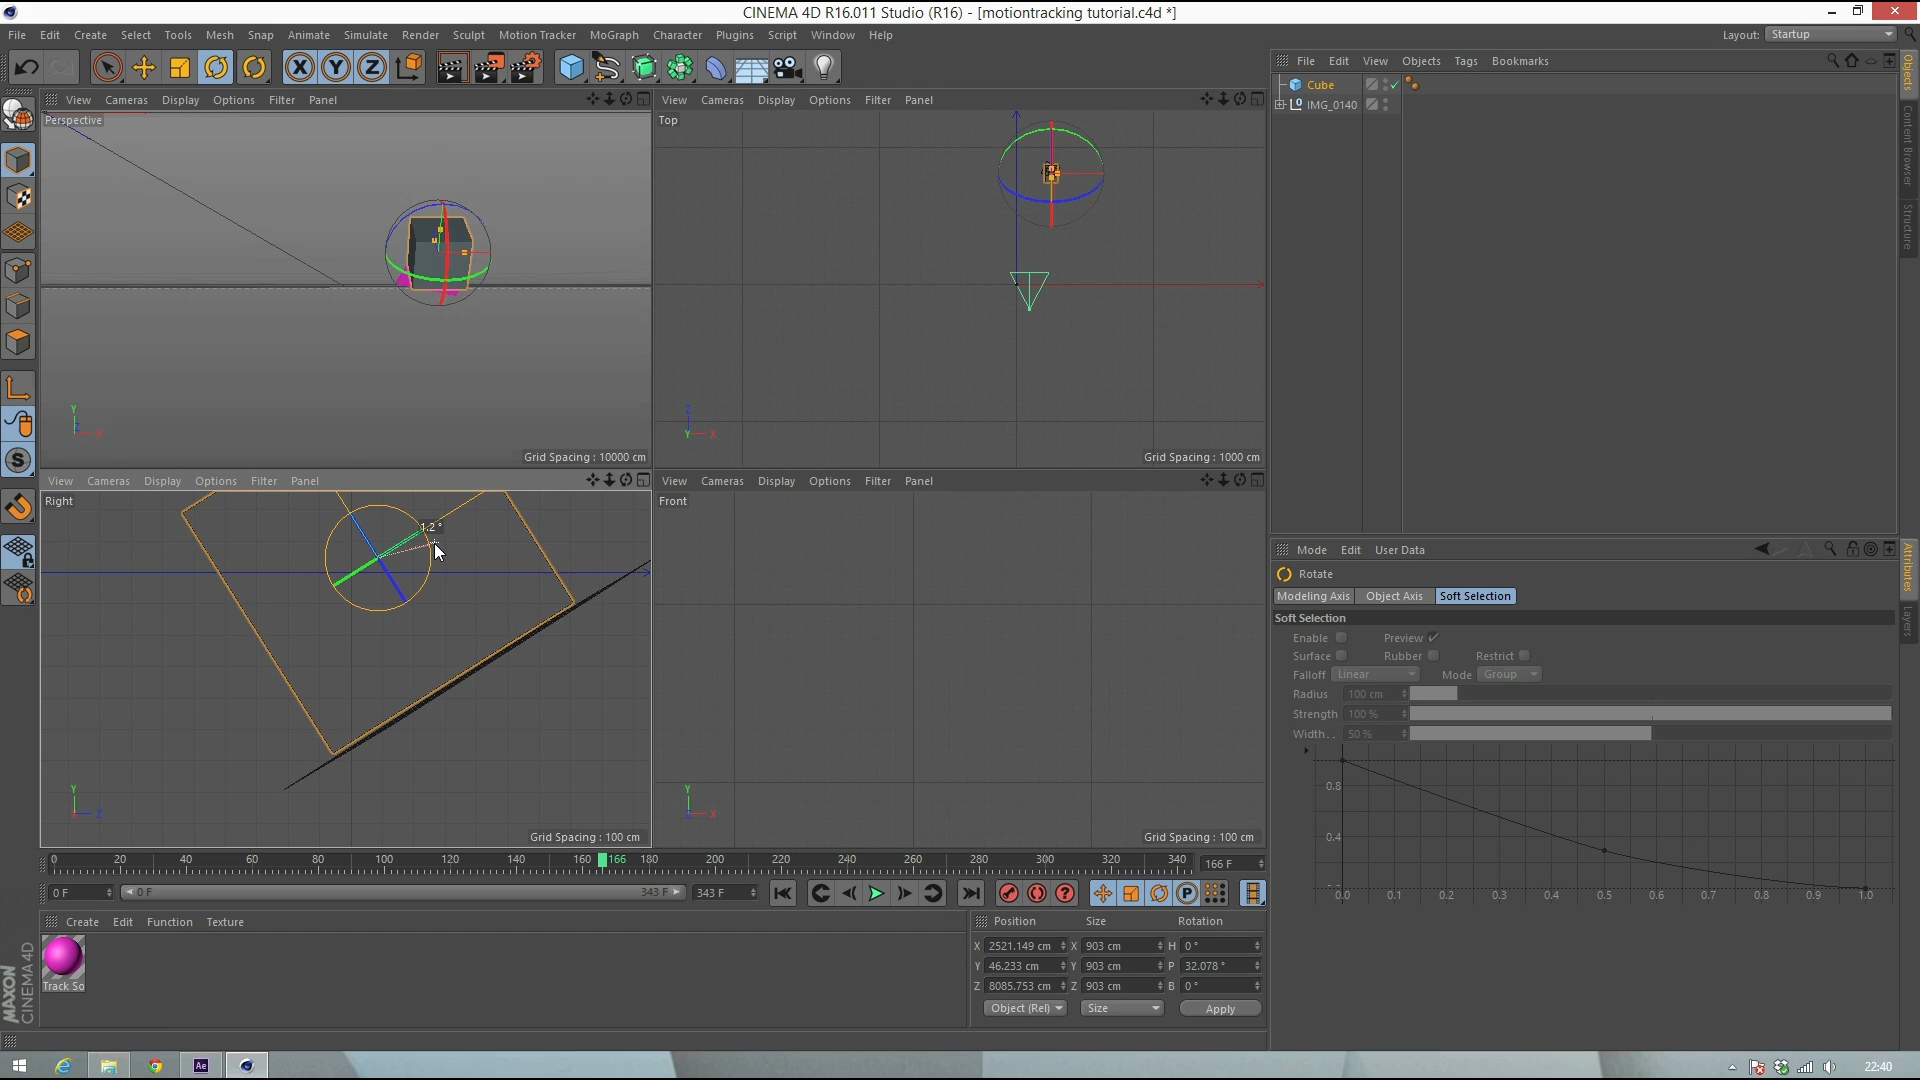 CINEMA 4D R16.011 Studio (R16) - [motiontracking tutorial.c4d *]
File Edit Create Select Tools Mesh Snap Animate Simulate Render Sculpt Motion Tracker MoGraph Character Plugins Script Window Help
Layout: Startup
X Y Z
File Edit View Objects Tags Bookmarks
Cube
IMG_0140
Objects
Content Browser
Structure
View Cameras Display Options Filter Panel
Perspective
Y
X
Grid Spacing : 10000 cm
View Cameras Display Options Filter Panel
Top
Z
Y X
Grid Spacing : 1000 cm
View Cameras Display Options Filter Panel
Right
1.2 °
Y
X Z
Grid Spacing : 100 cm
View Cameras Display Options Filter Panel
Front
Y
Z X
Grid Spacing : 100 cm
Mode Edit User Data
Rotate
Modeling Axis Object Axis Soft Selection
Soft Selection
Enable Preview
Surface Rubber Restrict
Falloff Linear Mode Group
Radius 100 cm
Strength 100 %
Width.. 50 %
0.8
0.4
0.0 0.1 0.2 0.3 0.4 0.5 0.6 0.7 0.8 0.9 1.0
Attributes
Layers
0 20 40 60 80 100 120 140 160 166 180 200 220 240 260 280 300 320 340
166 F
0 F 0 F 343 F 343 F
P
Create Edit Function Texture
Track So
MAXON
CINEMA 4D
Position Size Rotation
X 2521.149 cm X 903 cm H 0 °
Y 46.233 cm Y 903 cm P 32.078 °
Z 8085.753 cm Z 903 cm B 0 °
Object (Rel) Size Apply
Ae
22:40